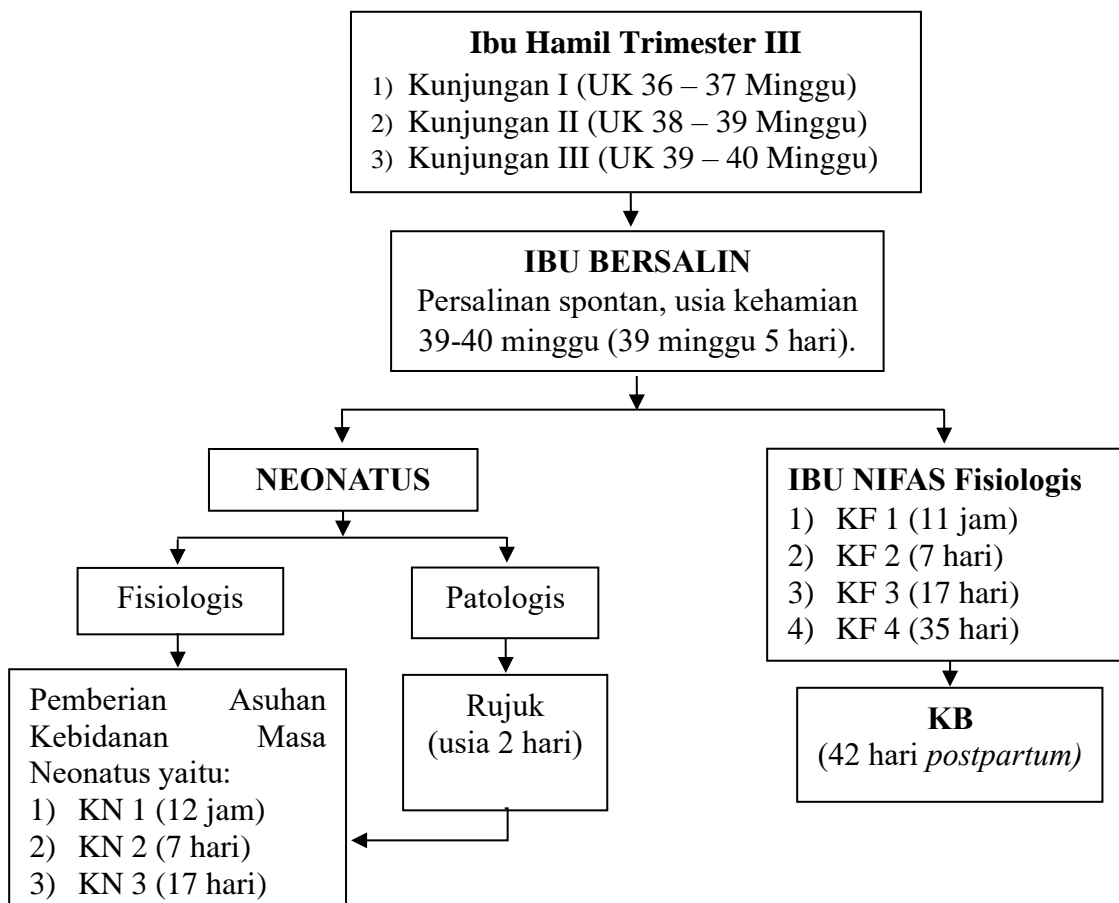 Ibu Hamil Trimester III
1) Kunjungan I (UK 36 – 37 Minggu)
2) Kunjungan II (UK 38 – 39 Minggu)
3) Kunjungan III (UK 39 – 40 Minggu)
IBU BERSALIN
Persalinan spontan, usia kehamian
39-40 minggu (39 minggu 5 hari).
NEONATUS
Fisiologis
Patologis
Pemberian Asuhan
Kebidanan Masa
Neonatus yaitu:
1) KN 1 (12 jam)
2) KN 2 (7 hari)
3) KN 3 (17 hari)
Rujuk
(usia 2 hari)
IBU NIFAS Fisiologis
1) KF 1 (11 jam)
2) KF 2 (7 hari)
3) KF 3 (17 hari)
4) KF 4 (35 hari)
KB
(42 hari postpartum)